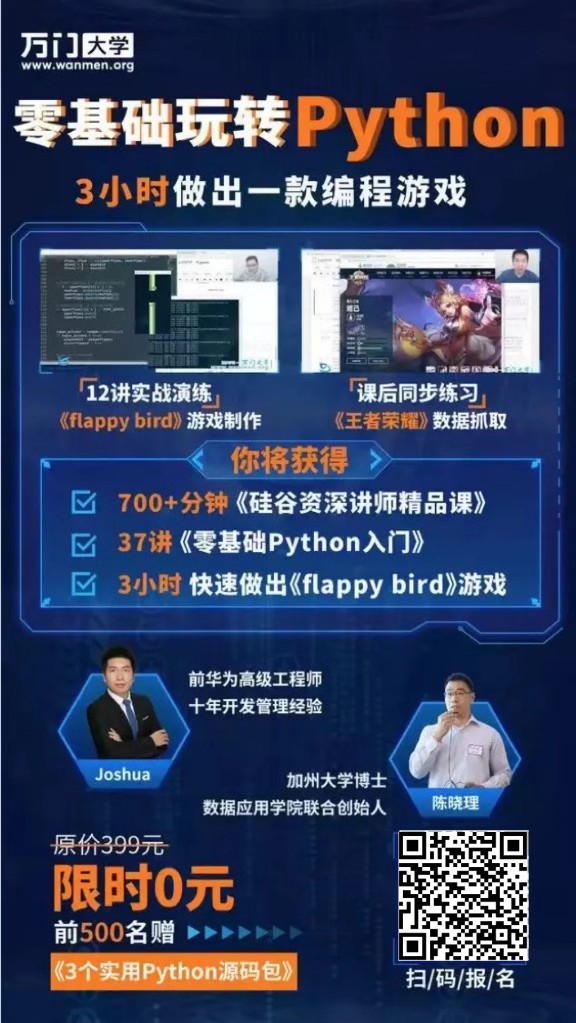 万门大学
www.wanmen.org
零基础玩转Python
3小时做出一款编程游戏
12讲实战演练
《flappy bird》游戏制作
课后同步练习
《王者荣耀》数据抓取
你将获得
700+分钟《硅谷资深讲师精品课》
37讲《零基础Python入门》
3小时 快速做出《flappy bird》游戏
前华为高级工程师
十年开发管理经验
Joshua
加州大学博士
数据应用学院联合创始人
陈晓理
原价399元
限时0元
前500名赠
《3个实用Python源码包》
扫/码/报/名